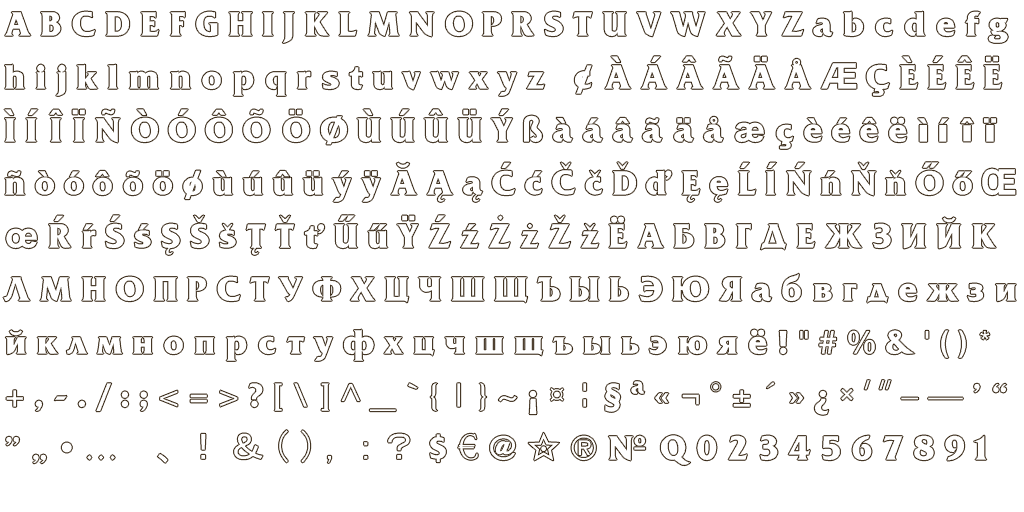 A B C D E F G H I J K L M N O P R S T U V W X Y Z a b c d e f g
h i j k l m n o p q r s t u v w x y z ¢ À Á Â Ã Ä Å Æ Ç È É Ê Ë
Ì Í Î Ï Ñ Ò Ó Ô Õ Ö Ø Ù Ú Û Ü Ý ß à á â ã ä å æ ç è é ê ë ì í î ï
ñ ò ó ô õ ö ø ù ú û ü ý ÿ Ă Ą ą Ć ć Č č Ď ď Ę ę Ĺ Í Ń ń Ň ň Ő ő Œ
œ Ŕ ŕ Ś ś Ş Š š Ţ Ť ť Ű ű Ÿ Ź ź Ż ż Ž ž Ё А Б В Г Д Е Ж З И Й К
Л М Н О П Р С Т У Ф Х Ц Ч Ш Щ Ъ Ы Ь Э Ю Я а б в г д е ж з и
й к л м н о п р с т у ф х ц ч ш щ ъ ы ь э ю я ё ! " # % & ' ( ) *
+ , - . / : ; < = > ? [ \ ] ^ _ ` { | } ~ ¡ ¤ ¦ § ª « ¬ ° ± ´ » ¿ × ′ ″ – — ’ “
” „ • … 、 ！ ＆ （ ） ， ： ？ $ € @ ☆ ® № Q 0 2 3 4 5 6 7 8 9 1